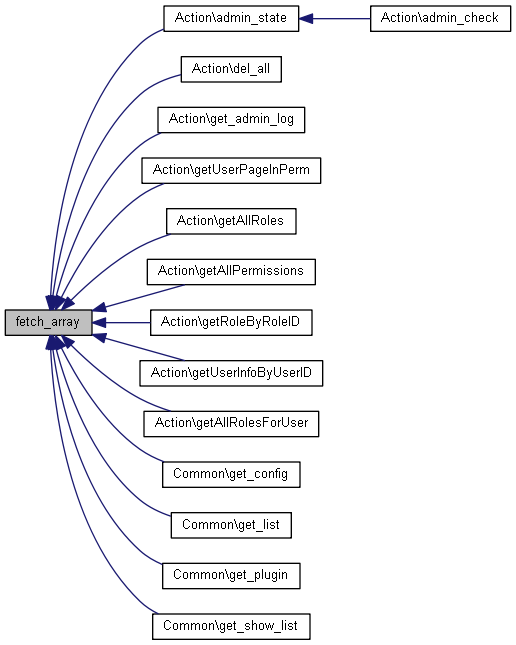 Action\admin_state
Action\admin_check
Action\del_all
Action\get_admin_log
Action\getUserPageInPerm
Action\getAllRoles
Action\getAllPermissions
fetch_array
Action\getRoleByRoleID
Action\getUserInfoByUserID
Action\getAllRolesForUser
Common\get_config
Common\get_list
Common\get_plugin
Common\get_show_list